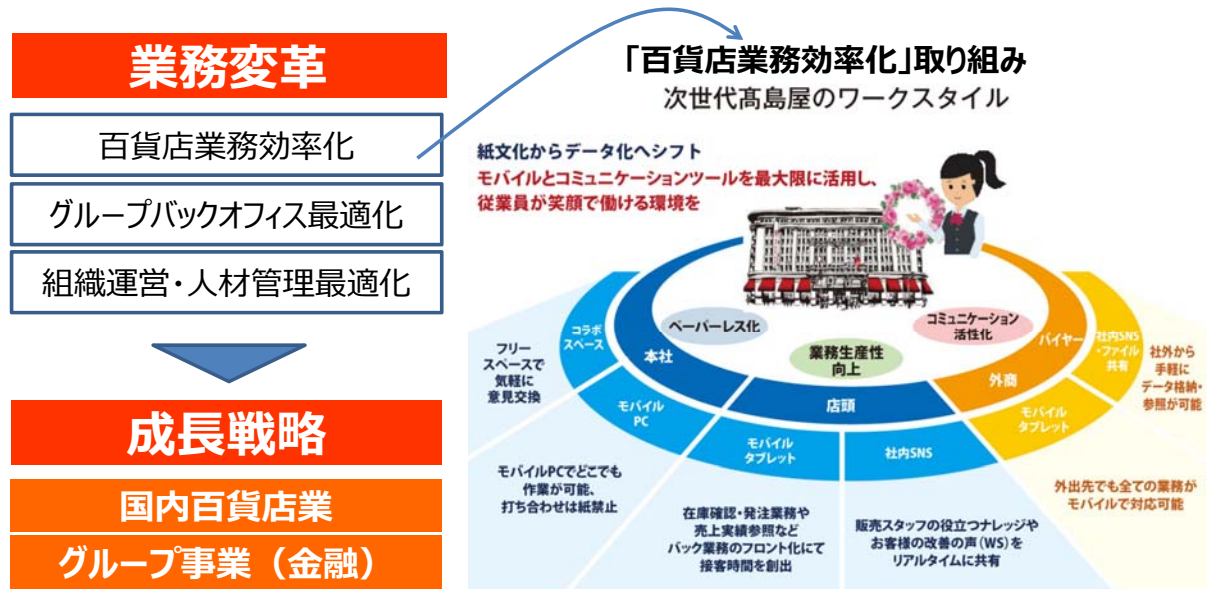 業務変革
百貨店業務効率化
グループバックオフィス最適化
組織運営・人材管理最適化
成長戦略
国内百貨店業
グループ事業（金融）
「百貨店業務効率化」取り組み
次世代髙島屋のワークスタイル
紙文化からデータ化へシフト
モバイルとコミュニケーションツールを最大限に活用し、
従業員が笑顔で働ける環境を
ペーパーレス化
業務生産性
向上
コミュニケーション
活性化
本社
店頭
外商
バイヤー
コラボ
スペース
モバイル
PC
モバイル
タブレット
社内SNS
モバイル
タブレット
社内SNS
・ファイル
共有
フリー
スペースで
気軽に
意見交換
モバイルPCでどこでも
作業が可能、
打ち合わせは紙禁止
在庫確認・発注業務や
売上実績参照など
バック業務のフロント化にて
接客時間を創出
販売スタッフの役立つナレッジや
お客様の改善の声（WS）を
リアルタイムに共有
外出先でも全ての業務が
モバイルで対応可能
社外から
手軽に
データ格納・
参照が可能